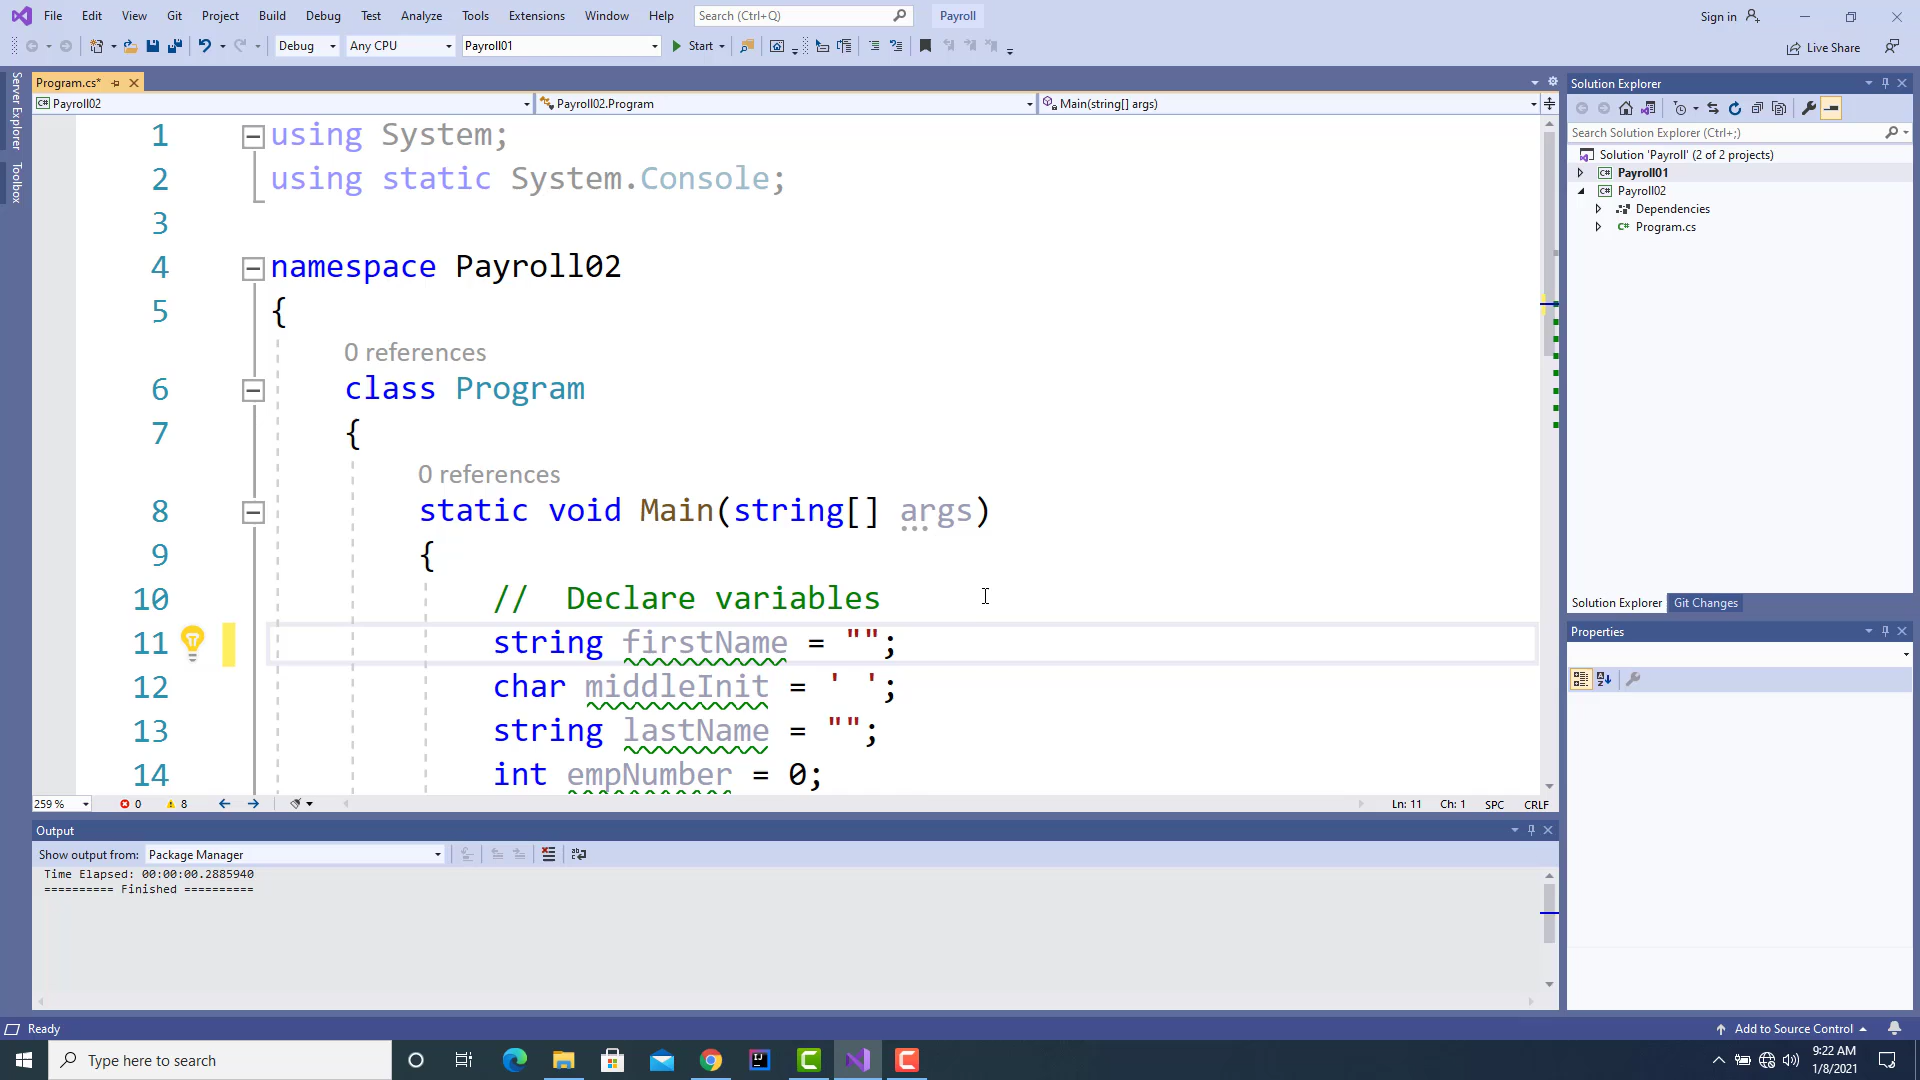 File Edit View Git Project Build Debug Test Analyze Tools Extensions Window Help Search (Ctrl+Q) Payroll Sign in
Debug Any CPU Payroll01 Start Live Share
Server Explorer
Toolbox
Program.cs*
Payroll02 Payroll02.Program Main(string[] args)
1 using System;
2 using static System.Console;
3
4 namespace Payroll02
5 {
0 references
6 class Program
7 {
0 references
8 static void Main(string[] args)
9 {
10 // Declare variables
11 string firstName = "";
12 char middleInit = ' ';
13 string lastName = "";
14 int empNumber = 0;
259 % 0 8 Ln: 11 Ch: 1 SPC CRLF
Output
Show output from: Package Manager
Time Elapsed: 00:00:00.2885940
========== Finished ==========
Solution Explorer
Search Solution Explorer (Ctrl+;)
Solution 'Payroll' (2 of 2 projects)
Payroll01
Payroll02
Dependencies
C# Program.cs
Solution Explorer Git Changes
Properties
Ready Add to Source Control
Type here to search
9:22 AM
1/8/2021